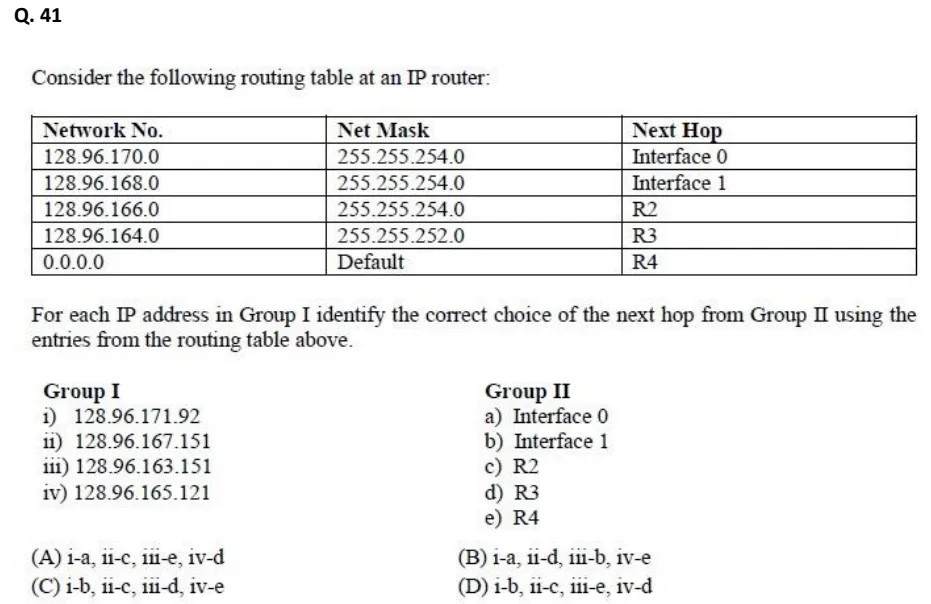 Q. 41
Consider the following routing table at an IP router:
Network No. Net Mask Next Hop
128.96.170.0 255.255.254.0 Interface 0
128.96.168.0 255.255.254.0 Interface 1
128.96.166.0 255.255.254.0 R2
128.96.164.0 255.255.252.0 R3
0.0.0.0 Default R4
For each IP address in Group I identify the correct choice of the next hop from Group II using the
entries from the routing table above.
Group I Group II
i) 128.96.171.92 a) Interface 0
ii) 128.96.167.151 b) Interface 1
iii) 128.96.163.151 c) R2
iv) 128.96.165.121 d) R3
e) R4
(A) i-a, ii-c, iii-e, iv-d (B) i-a, ii-d, iii-b, iv-e
(C) i-b, ii-c, iii-d, iv-e (D) i-b, ii-c, iii-e, iv-d